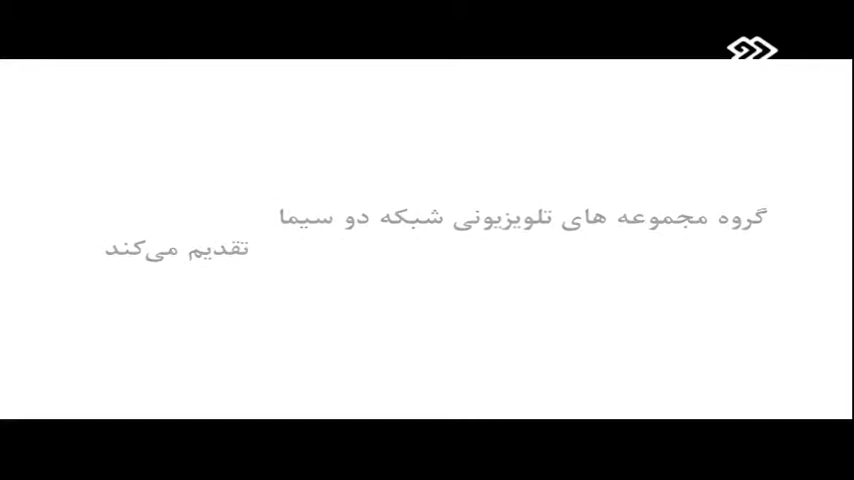 گروه مجموعه های تلویزیونی شبکه دو سیما
تقدیم می‌کند